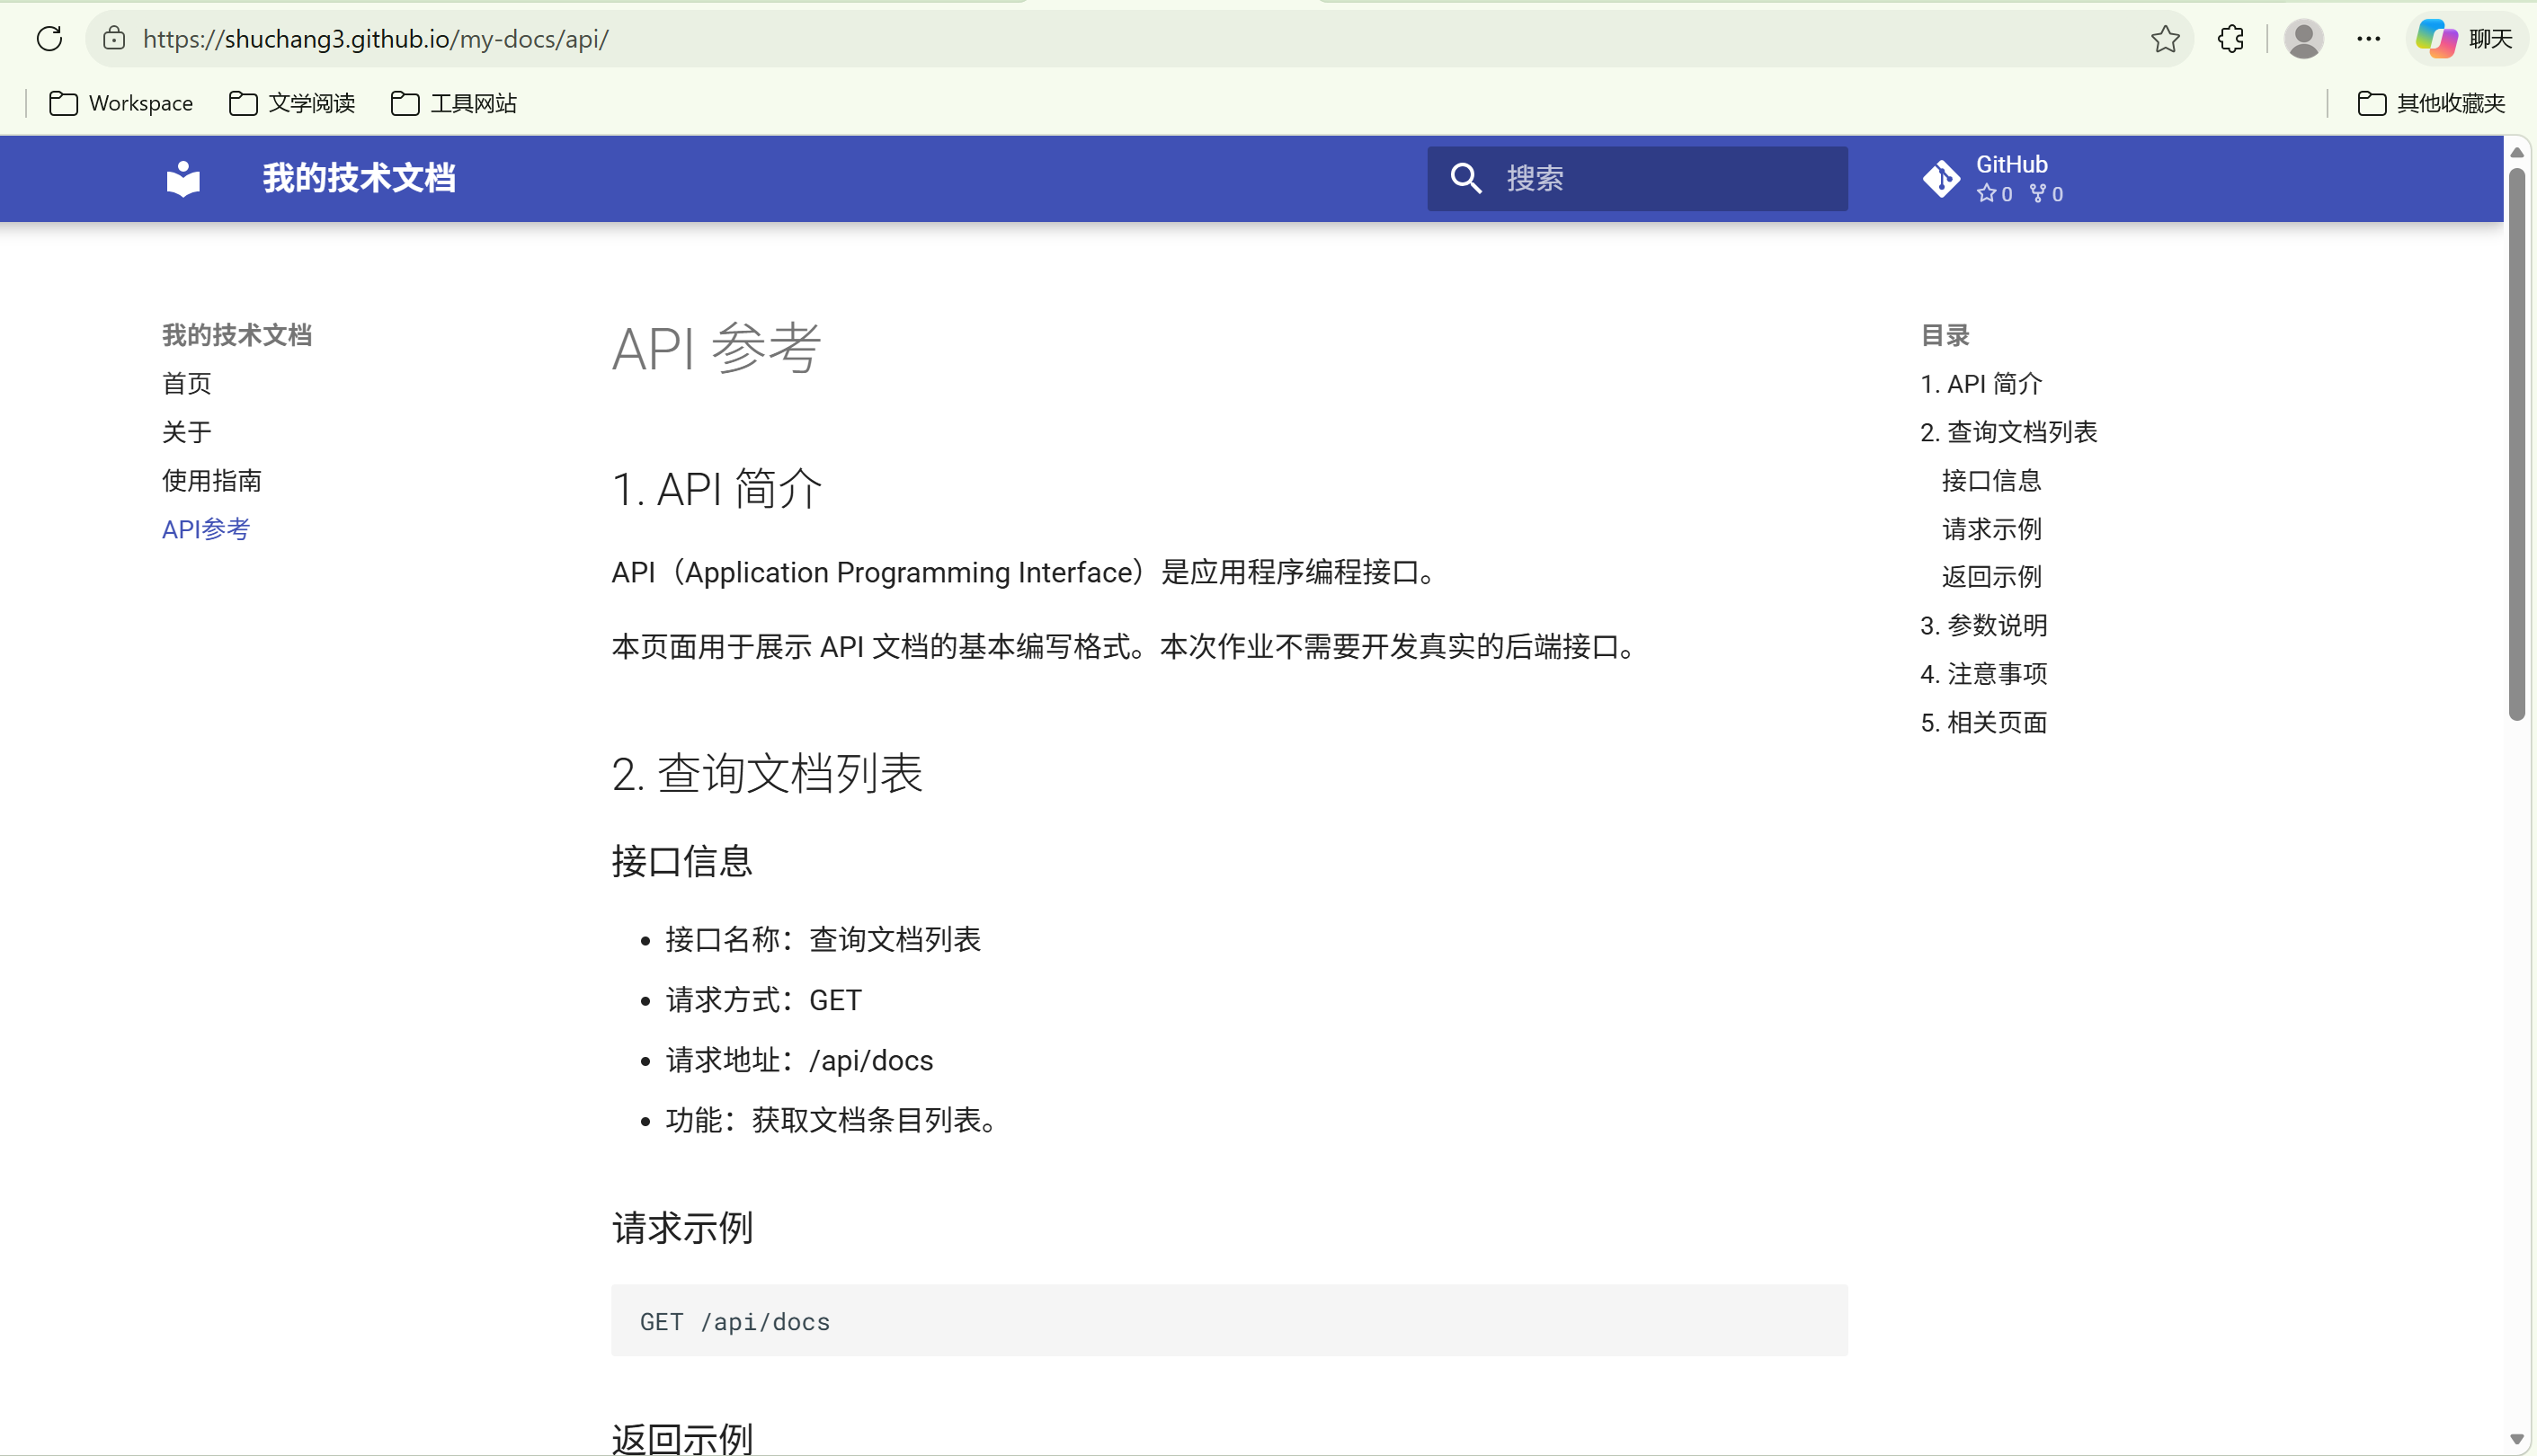 https://shuchang3.github.io/my-docs/api/
聊天
Workspace
文学阅读
工具网站
其他收藏夹
我的技术文档
搜索
GitHub
0 0
我的技术文档
首页
关于
使用指南
API参考
API 参考
1. API 简介
API（Application Programming Interface）是应用程序编程接口。
本页面用于展示 API 文档的基本编写格式。本次作业不需要开发真实的后端接口。
2. 查询文档列表
接口信息
• 接口名称：查询文档列表
• 请求方式：GET
• 请求地址：/api/docs
• 功能：获取文档条目列表。
请求示例
GET /api/docs
返回示例
目录
1. API 简介
2. 查询文档列表
接口信息
请求示例
返回示例
3. 参数说明
4. 注意事项
5. 相关页面